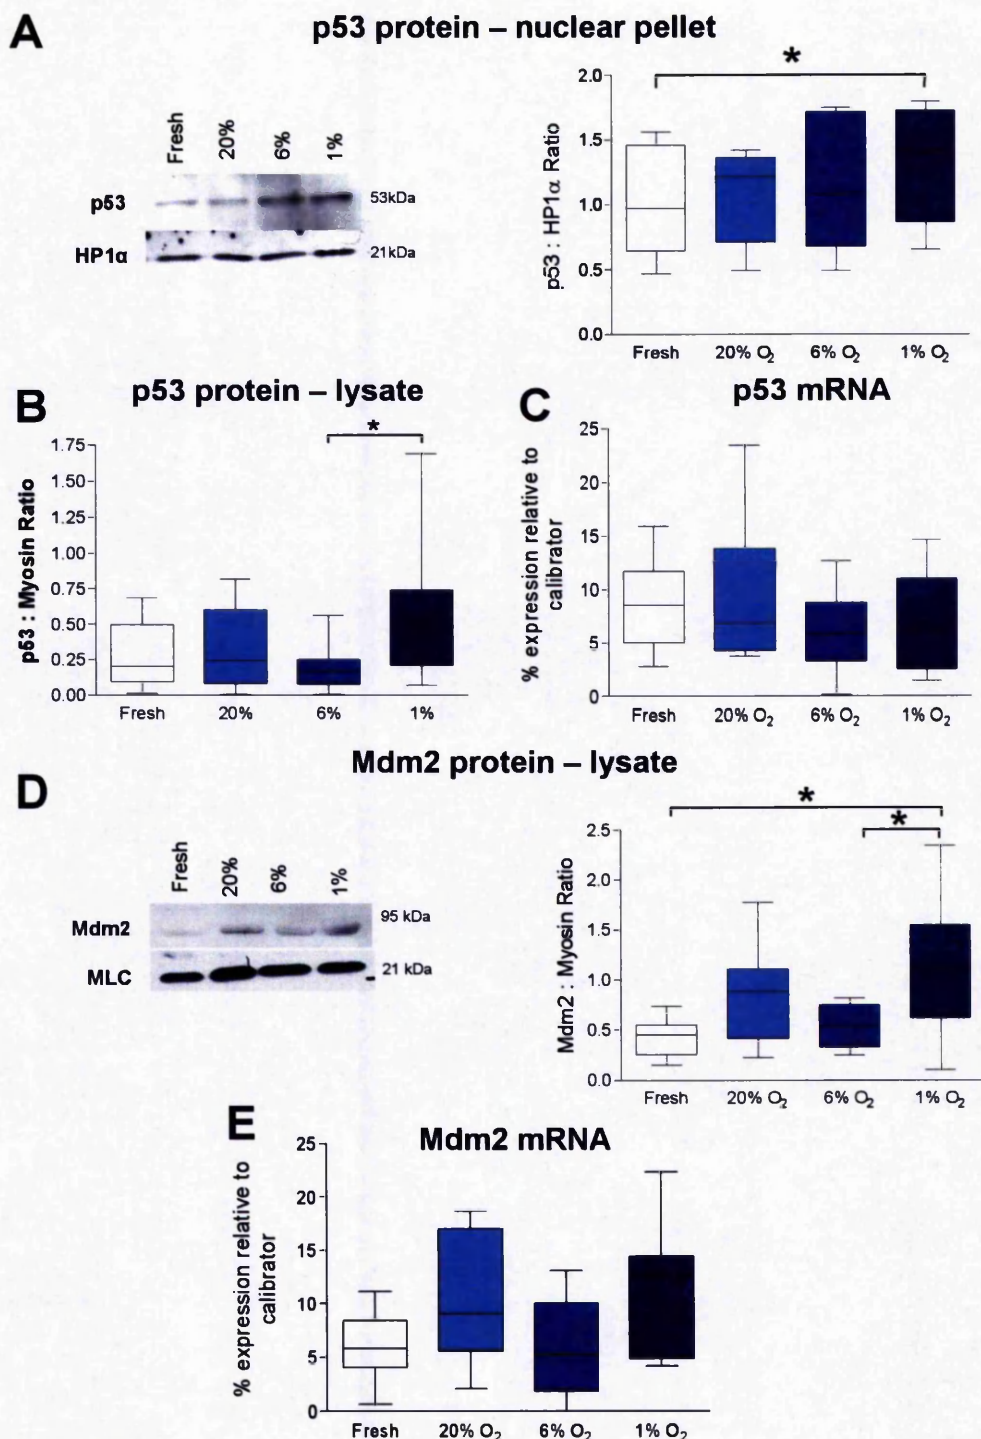 A
p53 protein – nuclear pellet
Fresh 20% 6% 1%
p53 53kDa
HP1α 21kDa
*
p53 : HP1α Ratio
2.0
1.5
1.0
0.5
0.0
Fresh 20% O₂ 6% O₂ 1% O₂
B
p53 protein – lysate
*
p53 : Myosin Ratio
1.75
1.50
1.25
1.00
0.75
0.50
0.25
0.00
Fresh 20% 6% 1%
C
p53 mRNA
% expression relative to
calibrator
25
20
15
10
5
0
Fresh 20% O₂ 6% O₂ 1% O₂
D
Mdm2 protein – lysate
Fresh 20% 6% 1%
Mdm2 95 kDa
MLC 21 kDa
*
*
Mdm2 : Myosin Ratio
2.5
2.0
1.5
1.0
0.5
0.0
Fresh 20% O₂ 6% O₂ 1% O₂
E
Mdm2 mRNA
% expression relative to
calibrator
25
20
15
10
5
0
Fresh 20% O₂ 6% O₂ 1% O₂